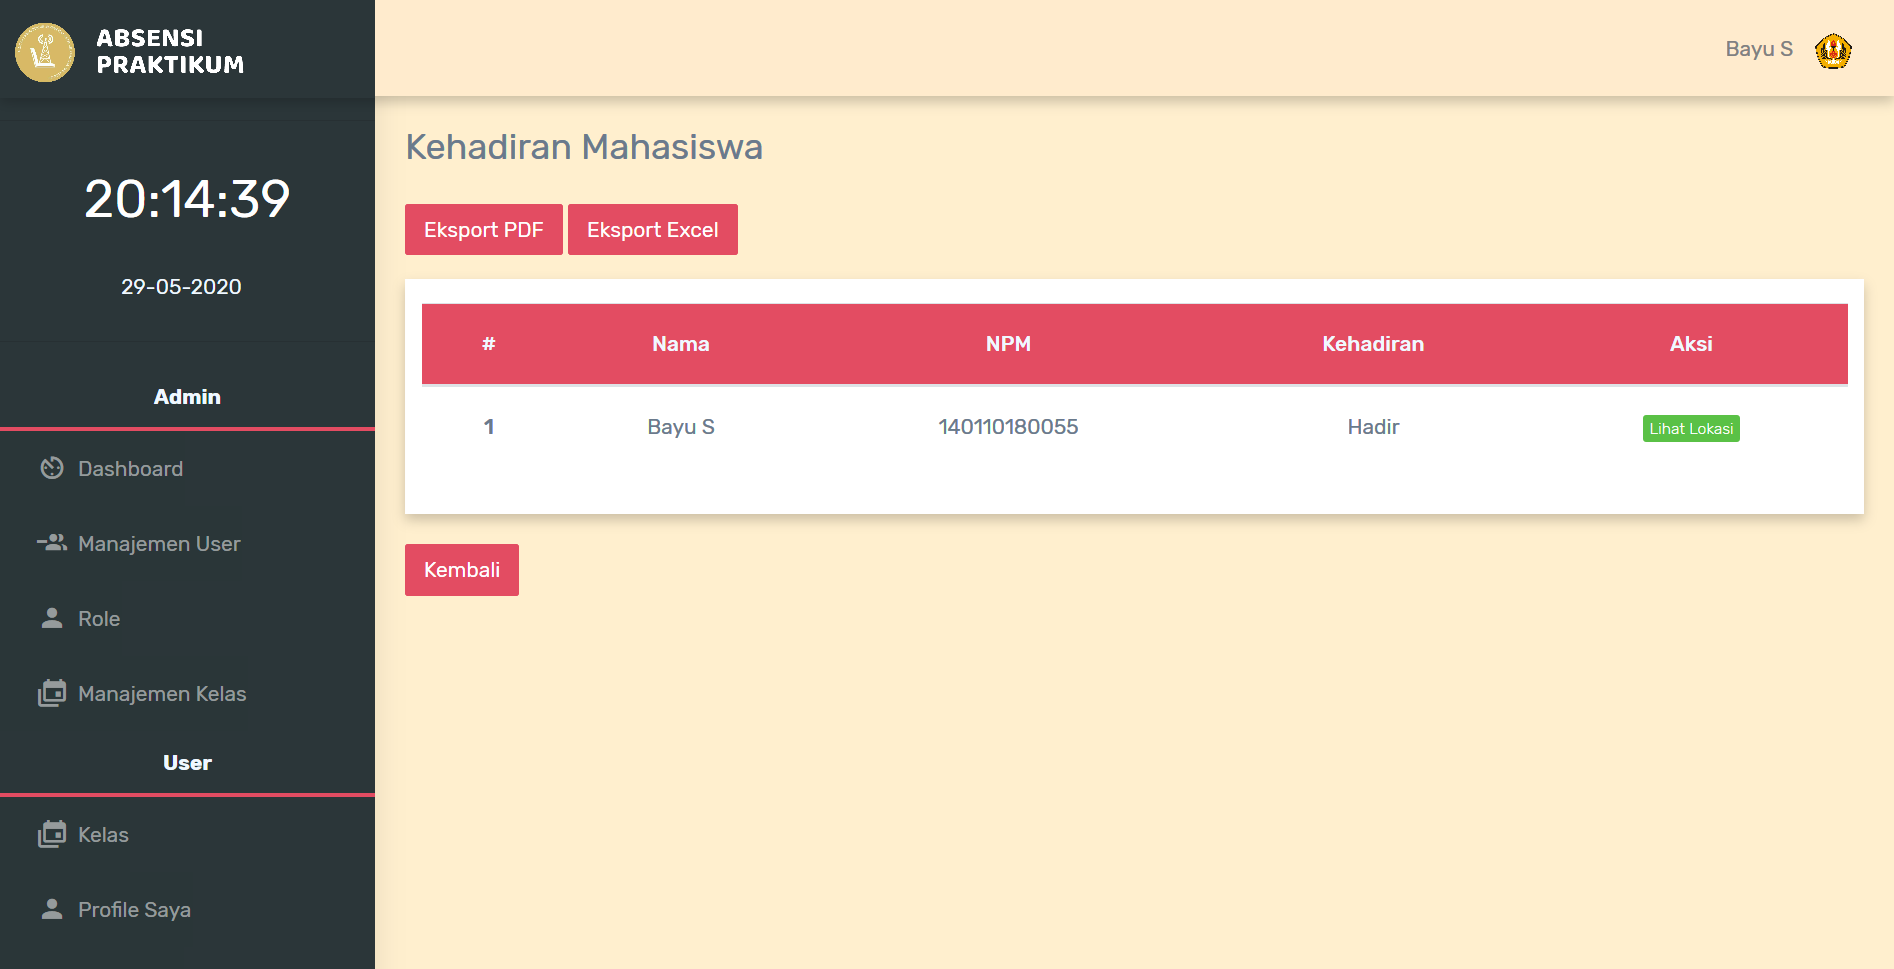 ABSENSI
PRAKTIKUM
Bayu S
20:14:39
29-05-2020
Admin
Dashboard
Manajemen User
Role
Manajemen Kelas
User
Kelas
Profile Saya
Kehadiran Mahasiswa
Eksport PDF Eksport Excel
# Nama NPM Kehadiran Aksi
1 Bayu S 140110180055 Hadir Lihat Lokasi
Kembali